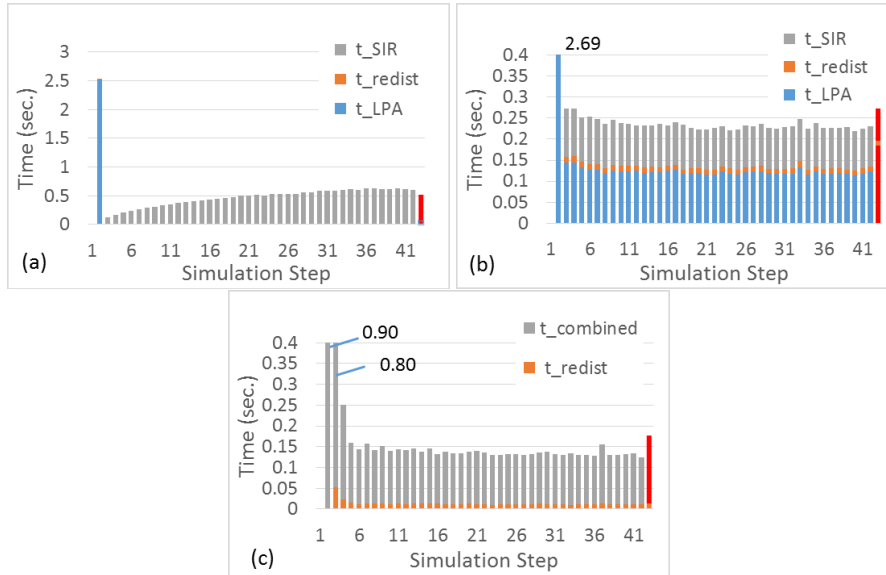 3
2.5
2
1.5
1
0.5
0
Time (sec.)
t_SIR
t_redist
t_LPA
1 6 11 16 21 26 31 36 41
(a)
Simulation Step
0.4
0.35
0.3
0.25
0.2
0.15
0.1
0.05
0
Time (sec.)
2.69
t_SIR
t_redist
t_LPA
1 6 11 16 21 26 31 36 41
(b)
Simulation Step
0.4
0.35
0.3
0.25
0.2
0.15
0.1
0.05
0
Time (sec.)
0.90
0.80
t_combined
t_redist
1 6 11 16 21 26 31 36 41
(c)
Simulation Step